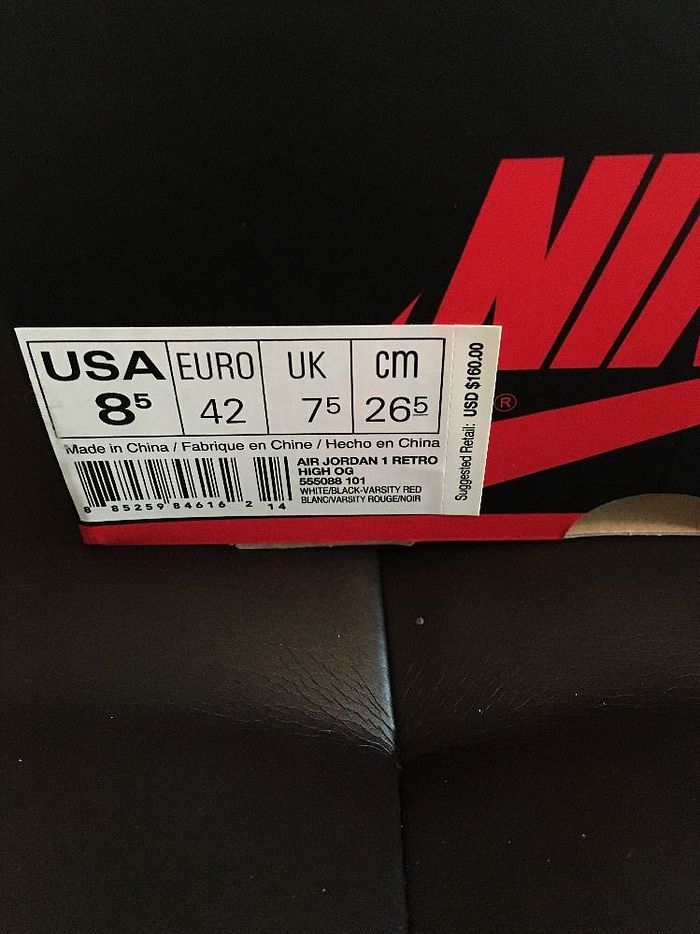 NIK
®
USA EURO UK cm
8⁵ 42 7⁵ 26⁵
Made in China / Fabrique en Chine / Hecho en China
AIR JORDAN 1 RETRO
HIGH OG
555088 101
WHITE/BLACK-VARSITY RED
BLANC/VARSITY ROUGE/NOIR
8 85259 84616 2 14
Suggested Retail: USD $160.00